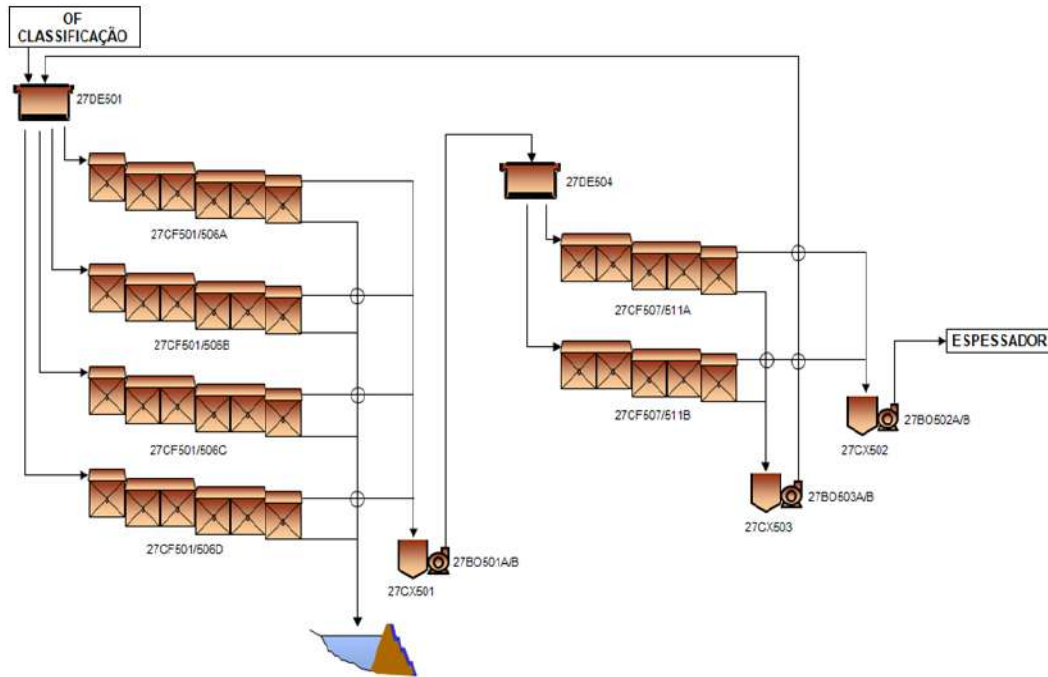 OF
CLASSIFICAÇÃO
27DE501
27CF501/506A
27CF501/506B
27CF501/506C
27CF501/506D
27CX501
27BO501A/B
27DE504
27CF507/511A
27CF507/511B
27CX503
27BO503A/B
27CX502
27BO502A/B
ESPESSADOR